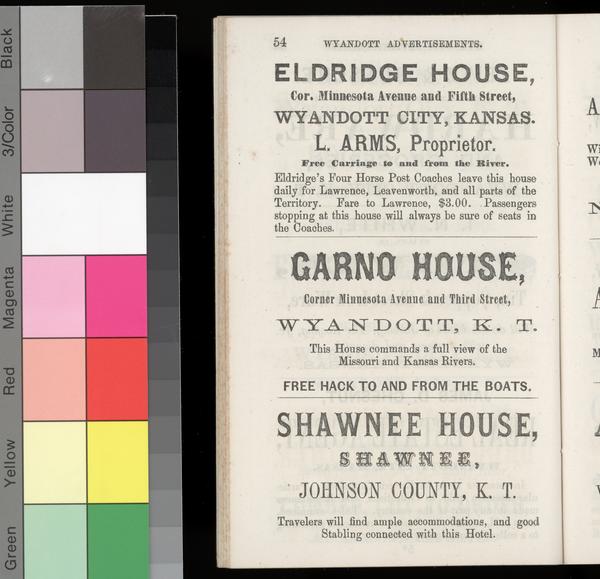 Black
3/Color
White
Magenta
Red
Yellow
Green
54 WYANDOTT ADVERTISEMENTS.
ELDRIDGE HOUSE,
Cor. Minnesota Avenue and Fifth Street,
WYANDOTT CITY, KANSAS.
L. ARMS, Proprietor.
Free Carriage to and from the River.
Eldridge's Four Horse Post Coaches leave this house
daily for Lawrence, Leavenworth, and all parts of the
Territory. Fare to Lawrence, $3.00. Passengers
stopping at this house will always be sure of seats in
the Coaches.
GARNO HOUSE,
Corner Minnesota Avenue and Third Street,
WYANDOTT, K. T.
This House commands a full view of the
Missouri and Kansas Rivers.
FREE HACK TO AND FROM THE BOATS.
SHAWNEE HOUSE,
SHAWNEE,
JOHNSON COUNTY, K. T.
Travelers will find ample accommodations, and good
Stabling connected with this Hotel.